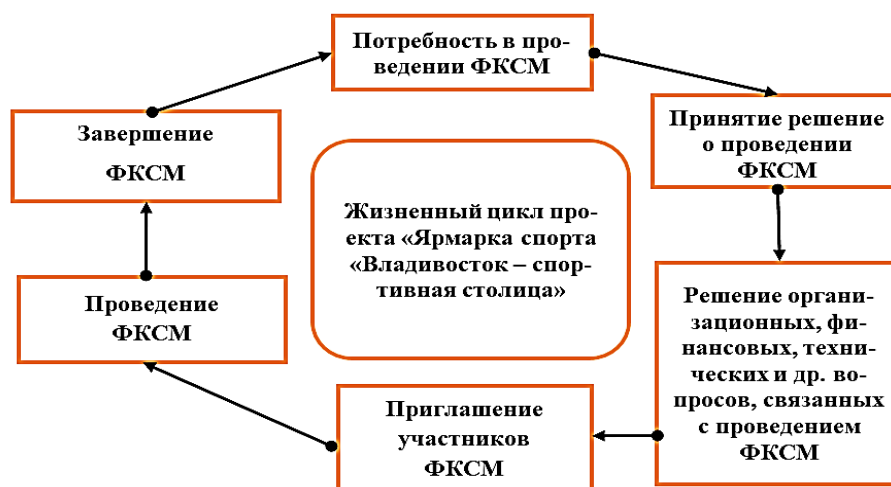 Потребность в про-
ведении ФКСМ
Принятие решение
о проведении
ФКСМ
Решение органи-
зационных, фи-
нансовых, техни-
ческих и др. во-
просов, связанных
с проведением
ФКСМ
Приглашение
участников
ФКСМ
Проведение
ФКСМ
Завершение
ФКСМ
Жизненный цикл про-
екта «Ярмарка спорта
«Владивосток – спор-
тивная столица»